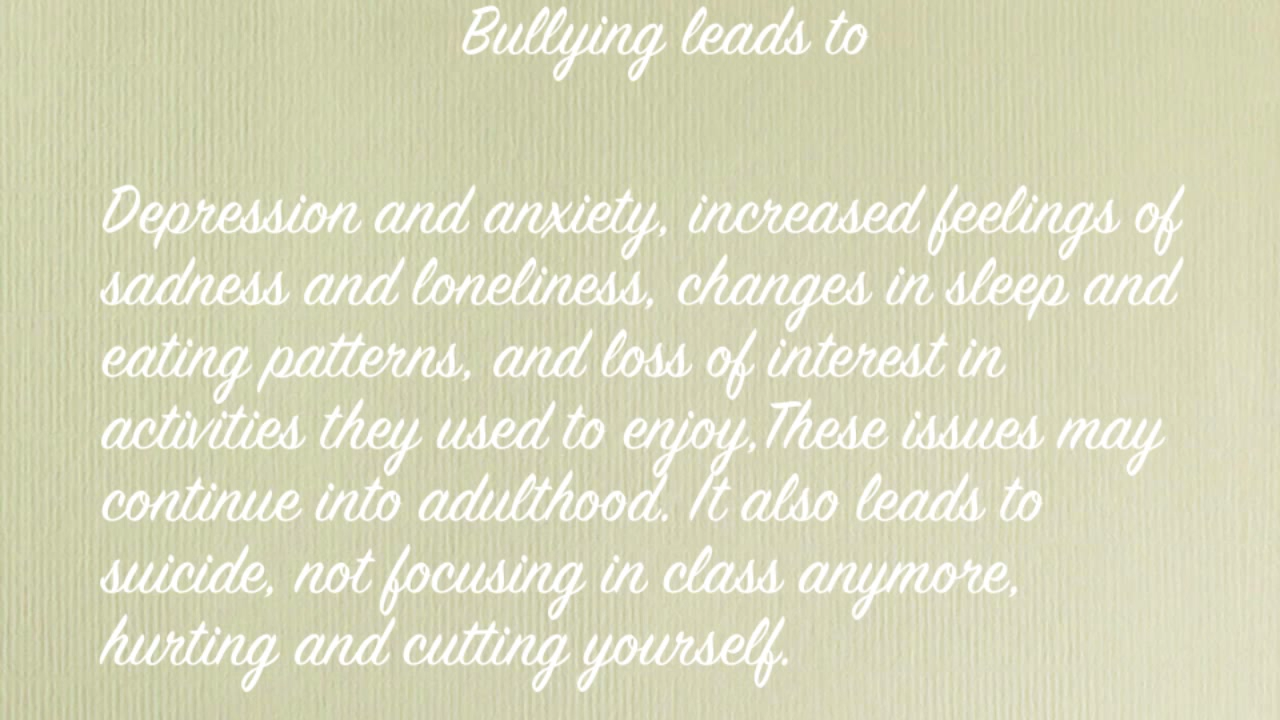 Bullying leads to
Depression and anxiety, increased feelings of
sadness and loneliness, changes in sleep and
eating patterns, and loss of interest in
activities they used to enjoy,These issues may
continue into adulthood. It also leads to
suicide, not focusing in class anymore,
hurting and cutting yourself.